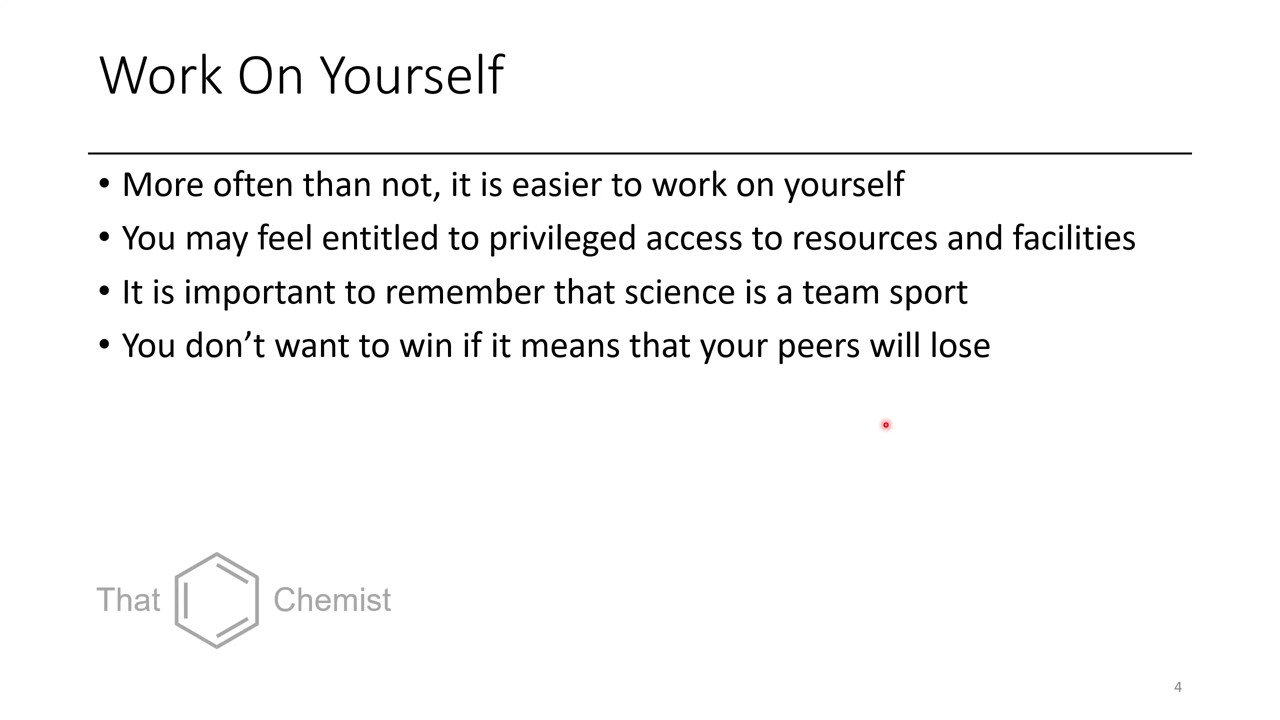 Work On Yourself
• More often than not, it is easier to work on yourself
• You may feel entitled to privileged access to resources and facilities
• It is important to remember that science is a team sport
• You don’t want to win if it means that your peers will lose
That Chemist
4